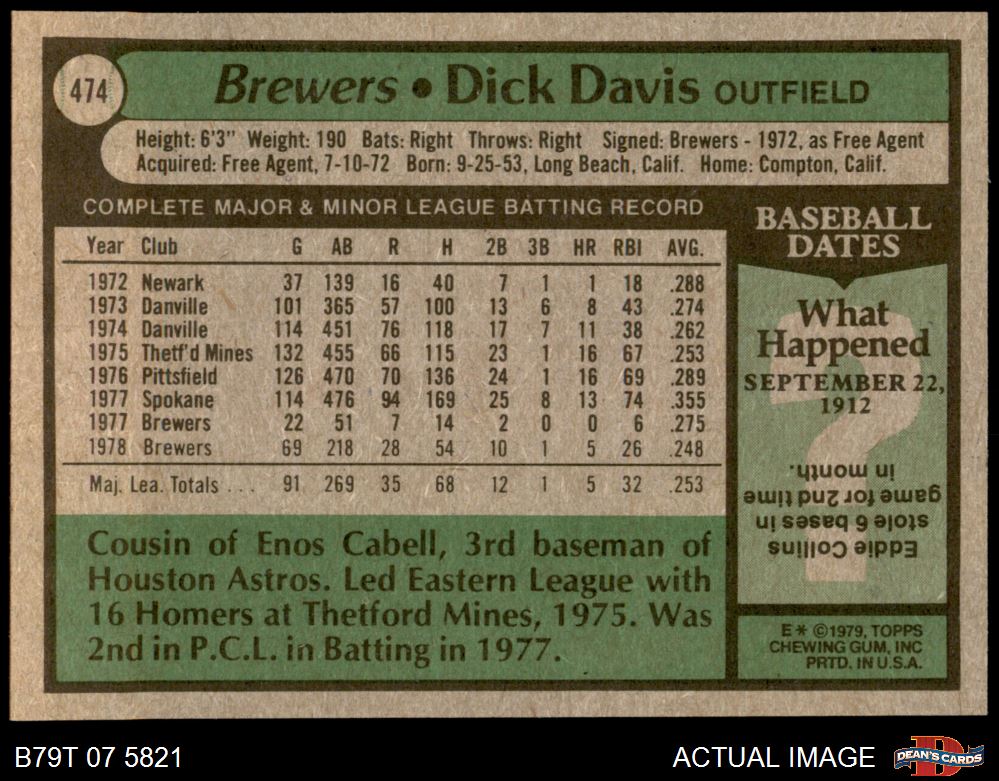 474
Brewers • Dick Davis OUTFIELD
Height: 6'3" Weight: 190 Bats: Right Throws: Right Signed: Brewers - 1972, as Free Agent
Acquired: Free Agent, 7-10-72 Born: 9-25-53, Long Beach, Calif. Home: Compton, Calif.
COMPLETE MAJOR & MINOR LEAGUE BATTING RECORD
Year Club G AB R H 2B 3B HR RBI AVG.
1972 Newark 37 139 16 40 7 1 1 18 .288
1973 Danville 101 365 57 100 13 6 8 43 .274
1974 Danville 114 451 76 118 17 7 11 38 .262
1975 Thetf'd Mines 132 455 66 115 23 1 16 67 .253
1976 Pittsfield 126 470 70 136 24 1 16 69 .289
1977 Spokane 114 476 94 169 25 8 13 74 .355
1977 Brewers 22 51 7 14 2 0 0 6 .275
1978 Brewers 69 218 28 54 10 1 5 26 .248
Maj. Lea. Totals ... 91 269 35 68 12 1 5 32 .253
Cousin of Enos Cabell, 3rd baseman of
Houston Astros. Led Eastern League with
16 Homers at Thetford Mines, 1975. Was
2nd in P.C.L. in Batting in 1977.
BASEBALL
DATES
What
Happened
SEPTEMBER 22,
1912
?
Eddie Collins
stole 6 bases in
game for 2nd time
in month.
E * ©1979, TOPPS
CHEWING GUM, INC
PRTD. IN U.S.A.
B79T 07 5821
ACTUAL IMAGE
DEAN'S CARDS